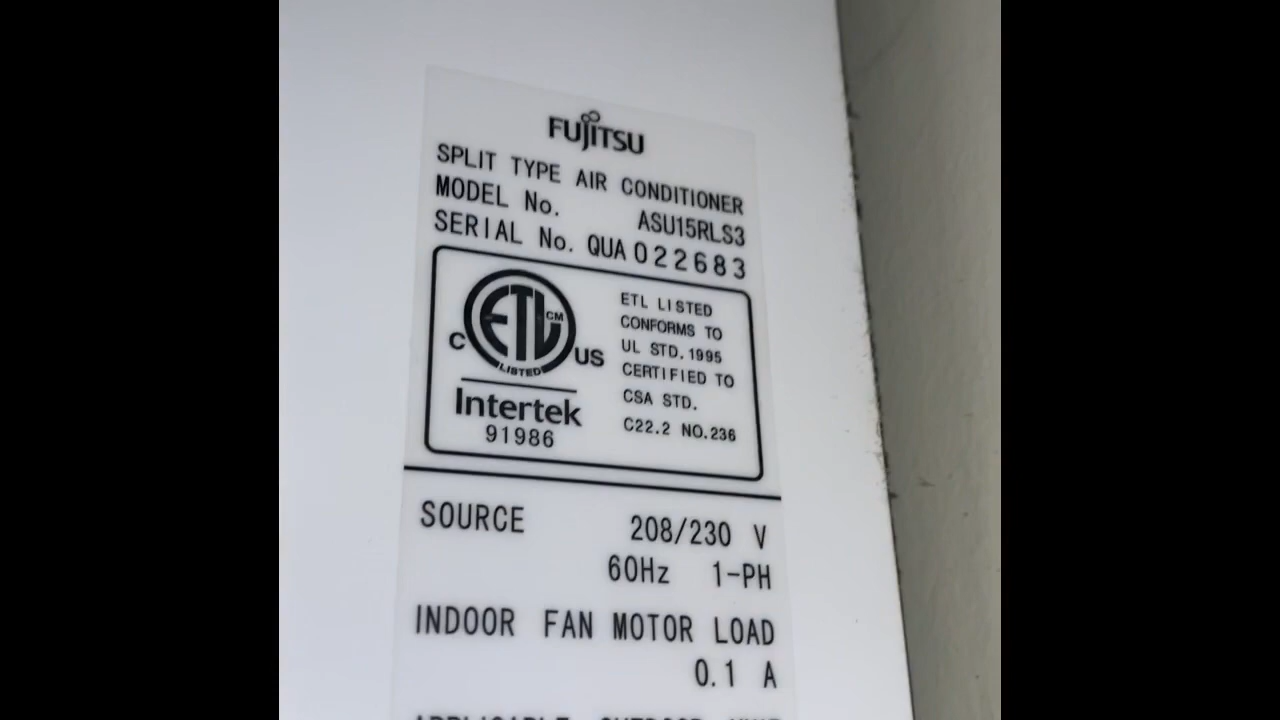 FUJITSU
SPLIT TYPE AIR CONDITIONER
MODEL No. ASU15RLS3
SERIAL No. QUA022683
ETL CM
LISTED
C US
Intertek
91986
ETL LISTED
CONFORMS TO
UL STD. 1995
CERTIFIED TO
CSA STD.
C22.2 NO.236
SOURCE 208/230 V
60Hz 1-PH
INDOOR FAN MOTOR LOAD
0.1 A